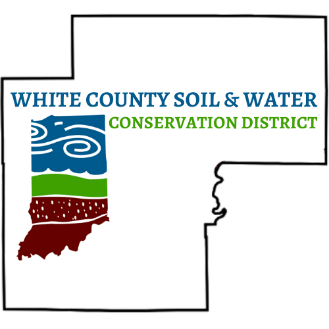 WHITE COUNTY SOIL & WATER
CONSERVATION DISTRICT